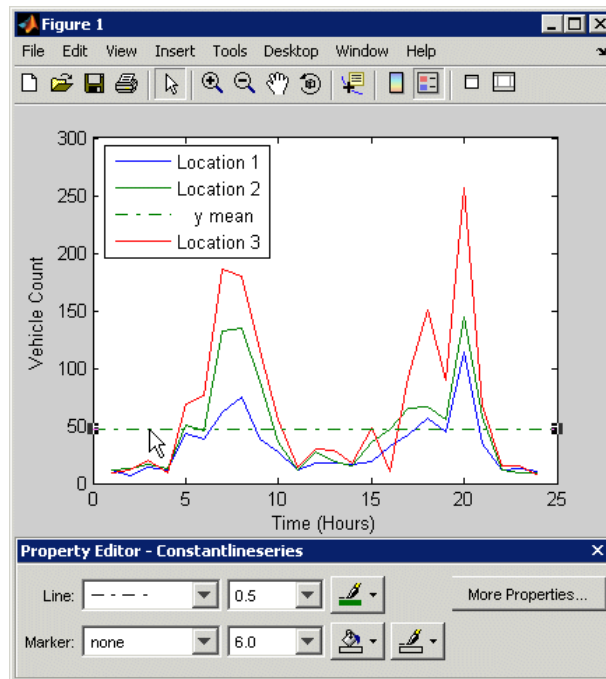 Figure 1
File Edit View Insert Tools Desktop Window Help
300
250
200
150
100
50
0
Vehicle Count
Location 1
Location 2
y mean
Location 3
0 5 10 15 20 25
Time (Hours)
Property Editor - Constantlineseries
Line: 0.5 More Properties...
Marker: none 6.0